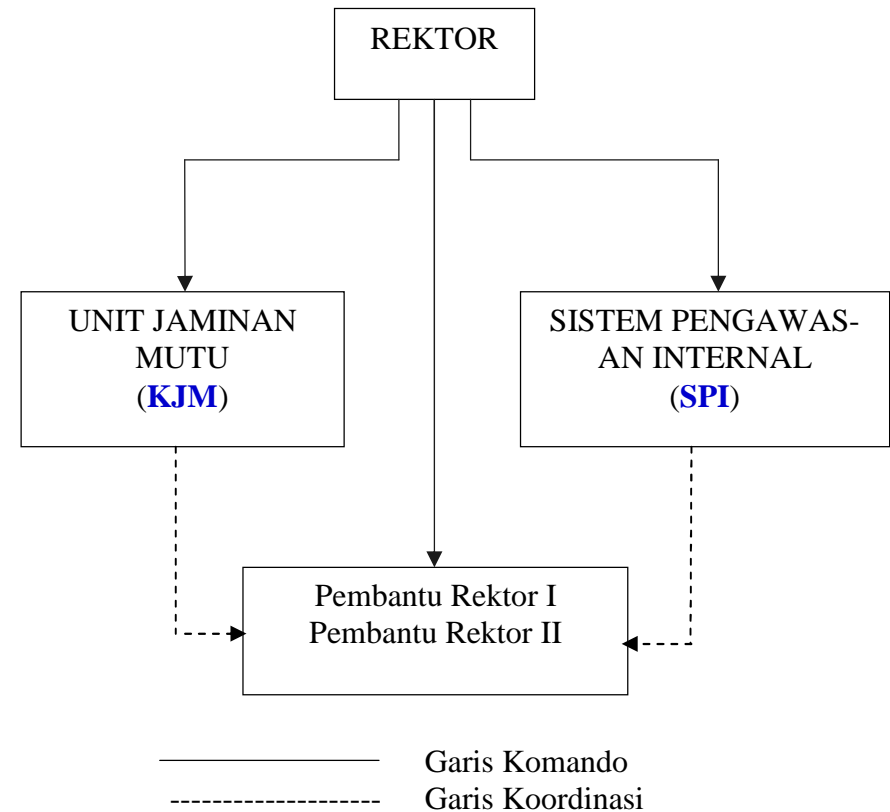 REKTOR
UNIT JAMINAN
MUTU
(KJM)
SISTEM PENGAWAS-
AN INTERNAL
(SPI)
Pembantu Rektor I
Pembantu Rektor II
Garis Komando
Garis Koordinasi